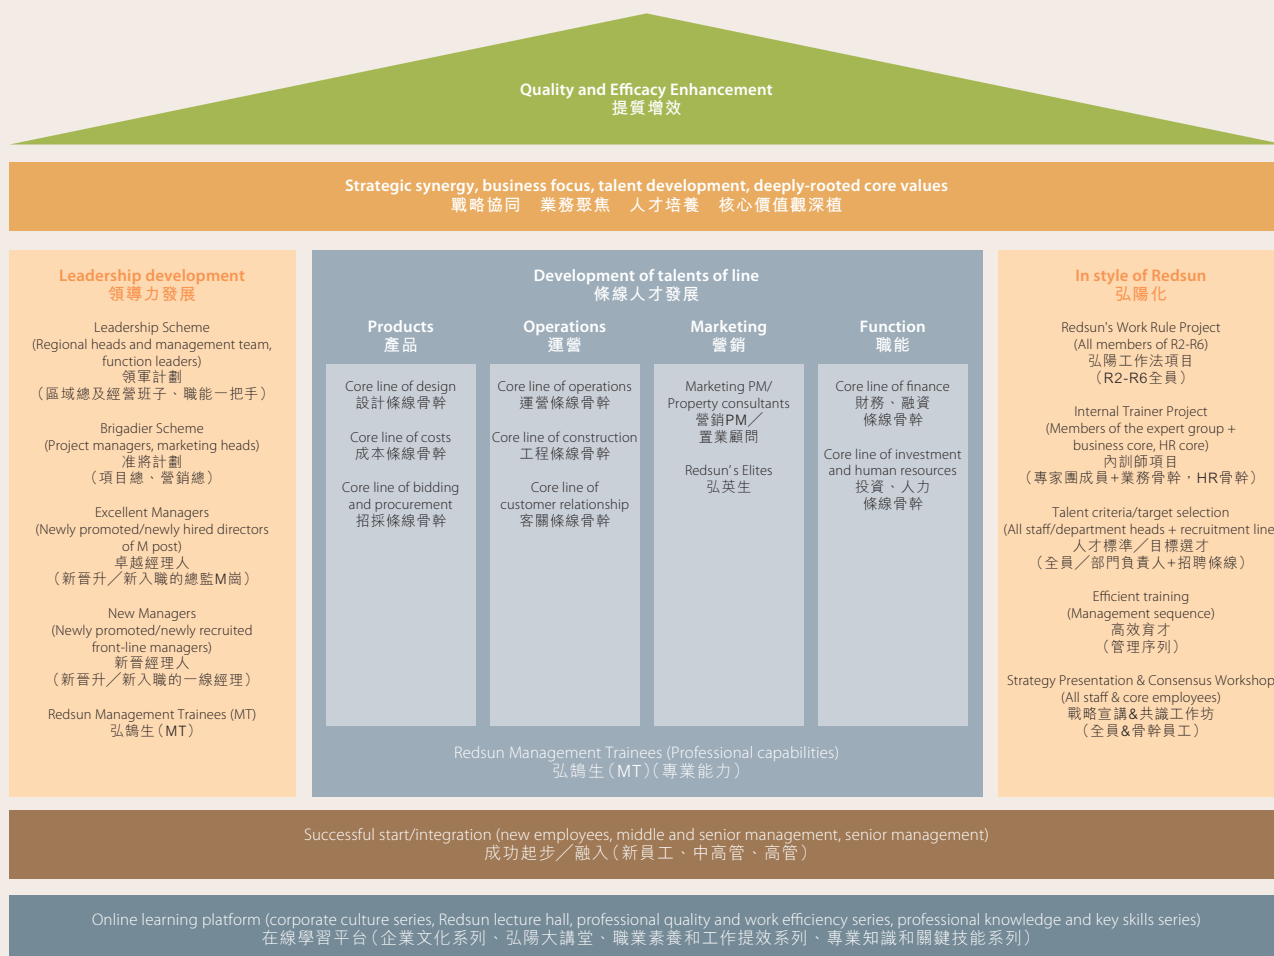 Quality and Efficacy Enhancement
提質增效
Strategic synergy, business focus, talent development, deeply-rooted core values
戰略協同　業務聚焦　人才培養　核心價值觀深植
Leadership development
領導力發展
Leadership Scheme
(Regional heads and management team,
function leaders)
領軍計劃
（區域總及經營班子、職能一把手）
Brigadier Scheme
(Project managers, marketing heads)
准將計劃
（項目總、營銷總）
Excellent Managers
(Newly promoted/newly hired directors
of M post)
卓越經理人
（新晉升／新入職的總監M崗）
New Managers
(Newly promoted/newly recruited
front-line managers)
新晉經理人
（新晉升／新入職的一線經理）
Redsun Management Trainees (MT)
弘鵠生（MT）
Development of talents of line
條線人才發展
Products
產品
Core line of design
設計條線骨幹
Core line of costs
成本條線骨幹
Core line of bidding
and procurement
招採條線骨幹
Operations
運營
Core line of operations
運營條線骨幹
Core line of construction
工程條線骨幹
Core line of
customer relationship
客關條線骨幹
Marketing
營銷
Marketing PM/
Property consultants
營銷PM／
置業顧問
Redsun's Elites
弘英生
Function
職能
Core line of finance
財務、融資
條線骨幹
Core line of investment
and human resources
投資、人力
條線骨幹
Redsun Management Trainees (Professional capabilities)
弘鵠生（MT）（專業能力）
In style of Redsun
弘陽化
Redsun's Work Rule Project
(All members of R2-R6)
弘陽工作法項目
（R2-R6全員）
Internal Trainer Project
(Members of the expert group +
business core, HR core)
內訓師項目
（專家團成員+業務骨幹，HR骨幹）
Talent criteria/target selection
(All staff/department heads + recruitment line
人才標準／目標選才
（全員／部門負責人+招聘條線）
Efficient training
(Management sequence)
高效育才
（管理序列）
Strategy Presentation & Consensus Workshop
(All staff & core employees)
戰略宣講&共識工作坊
（全員&骨幹員工）
Successful start/integration (new employees, middle and senior management, senior management)
成功起步／融入（新員工、中高管、高管）
Online learning platform (corporate culture series, Redsun lecture hall, professional quality and work efficiency series, professional knowledge and key skills series)
在線學習平台（企業文化系列、弘陽大講堂、職業素養和工作提效系列、專業知識和關鍵技能系列）